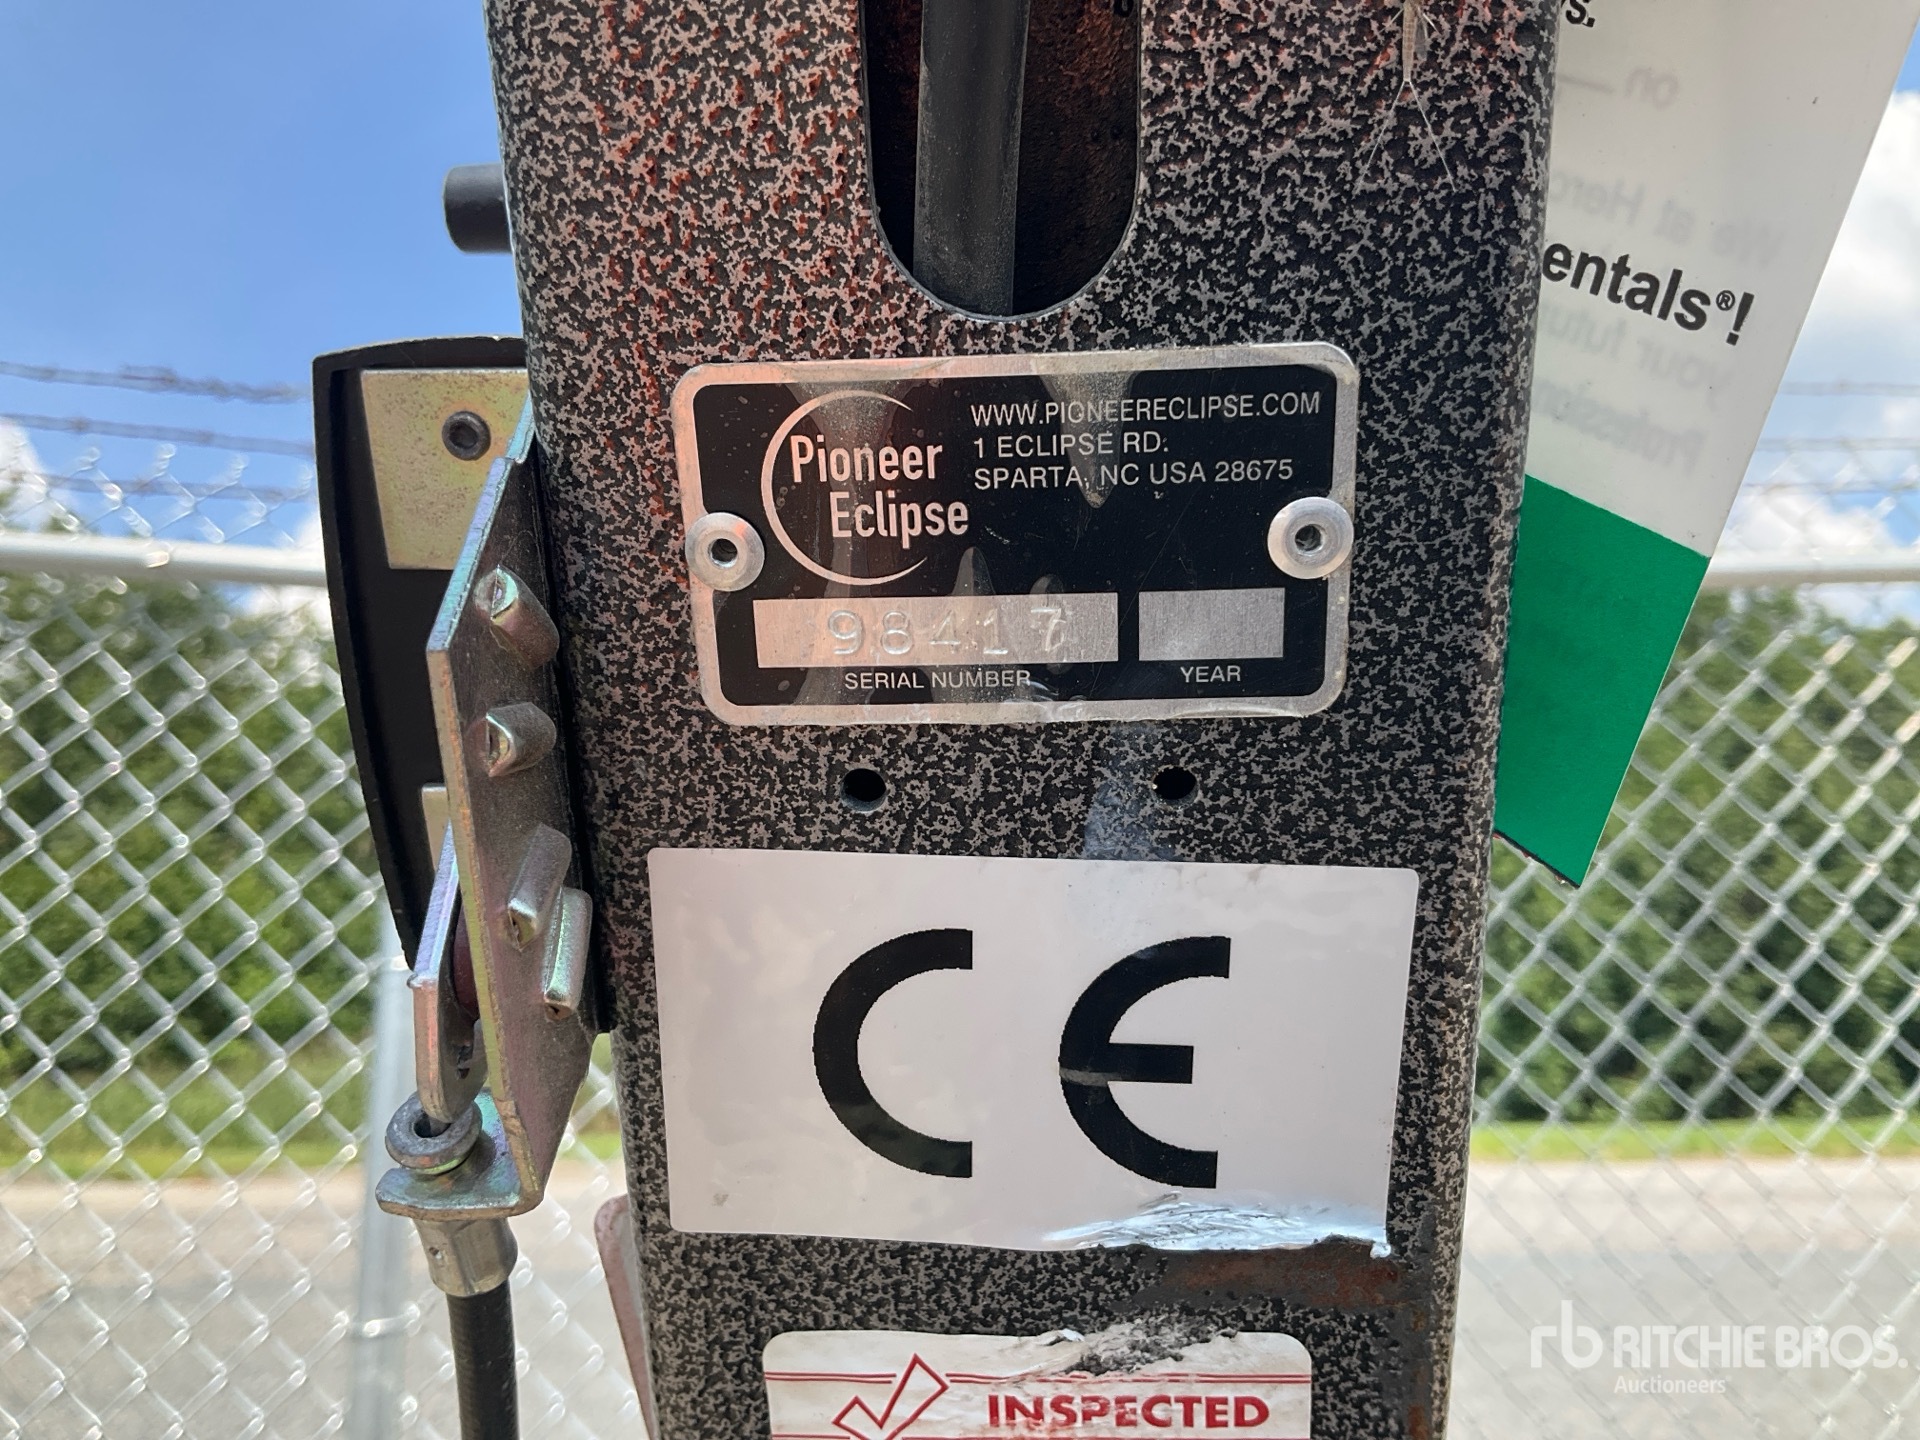 entals®!
Pioneer
Eclipse
WWW.PIONEERECLIPSE.COM
1 ECLIPSE RD.
SPARTA, NC USA 28675
98417
SERIAL NUMBER
YEAR
CE
INSPECTED
rb RITCHIE BROS.
Auctioneers